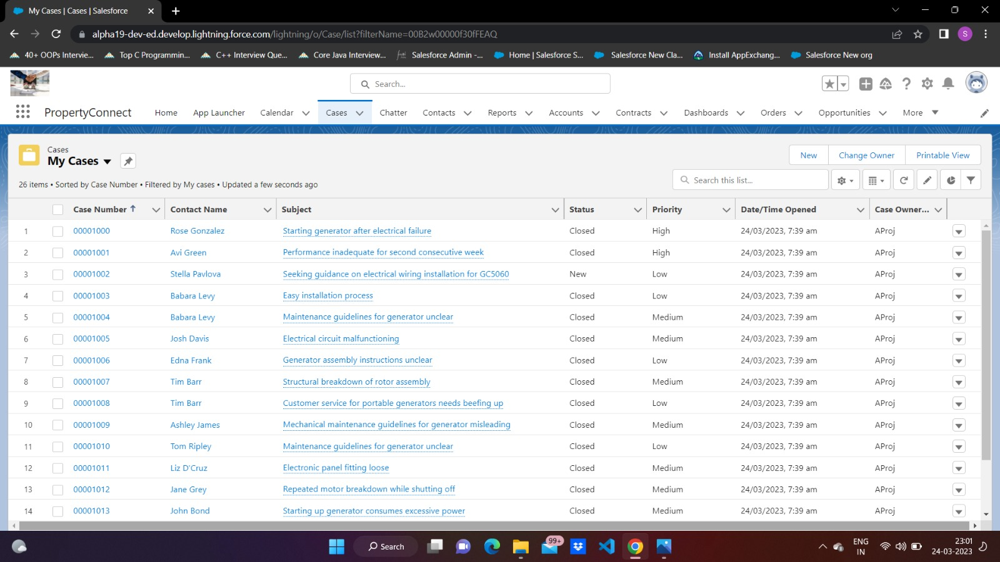 My Cases | Cases | Salesforce
alpha19-dev-ed.develop.lightning.force.com/lightning/o/Case/list?filterName=00B2w00000f30fFEAQ
S
40+ OOPs Intervie... Top C Programmin... C++ Interview Que... Core Java Interview... Salesforce Admin -... Home | Salesforce S... Salesforce New Cla... Install AppExchang... Salesforce New org
Search...
PropertyConnect Home App Launcher Calendar Cases Chatter Contacts Reports Accounts Contracts Dashboards Orders Opportunities More
Cases
My Cases
New Change Owner Printable View
26 items • Sorted by Case Number • Filtered by My cases • Updated a few seconds ago
Search this list...
Case Number Contact Name Subject Status Priority Date/Time Opened Case Owner...
1 00001000 Rose Gonzalez Starting generator after electrical failure Closed High 24/03/2023, 7:39 am AProj
2 00001001 Avi Green Performance inadequate for second consecutive week Closed High 24/03/2023, 7:39 am AProj
3 00001002 Stella Pavlova Seeking guidance on electrical wiring installation for GC5060 New Low 24/03/2023, 7:39 am AProj
4 00001003 Babara Levy Easy installation process Closed Low 24/03/2023, 7:39 am AProj
5 00001004 Babara Levy Maintenance guidelines for generator unclear Closed Medium 24/03/2023, 7:39 am AProj
6 00001005 Josh Davis Electrical circuit malfunctioning Closed Medium 24/03/2023, 7:39 am AProj
7 00001006 Edna Frank Generator assembly instructions unclear Closed Low 24/03/2023, 7:39 am AProj
8 00001007 Tim Barr Structural breakdown of rotor assembly Closed Medium 24/03/2023, 7:39 am AProj
9 00001008 Tim Barr Customer service for portable generators needs beefing up Closed Low 24/03/2023, 7:39 am AProj
10 00001009 Ashley James Mechanical maintenance guidelines for generator misleading Closed Medium 24/03/2023, 7:39 am AProj
11 00001010 Tom Ripley Maintenance guidelines for generator unclear Closed Low 24/03/2023, 7:39 am AProj
12 00001011 Liz D'Cruz Electronic panel fitting loose Closed Medium 24/03/2023, 7:39 am AProj
13 00001012 Jane Grey Repeated motor breakdown while shutting off Closed Medium 24/03/2023, 7:39 am AProj
14 00001013 John Bond Starting up generator consumes excessive power Closed Medium 24/03/2023, 7:39 am AProj
Search 99+ ENG 23:01
IN 24-03-2023